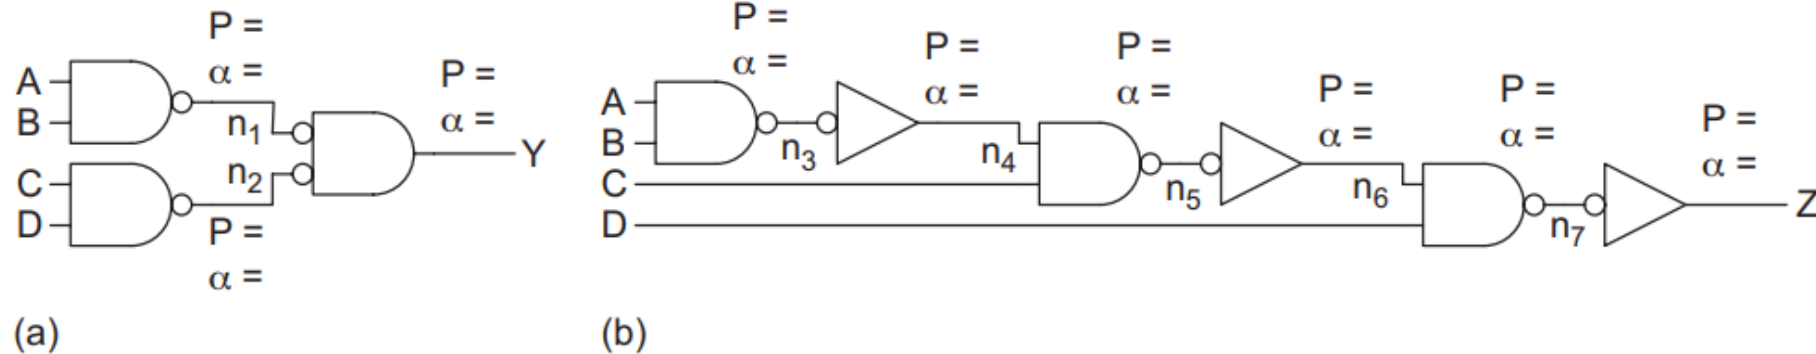 P =
α =
A
B
n1
P =
α =
Y
C
D
n2
P =
α =
(a)
P =
α =
P =
α =
P =
α =
P =
α =
P =
α =
P =
α =
A
B
C
D
n3
n4
n5
n6
n7
Z
(b)